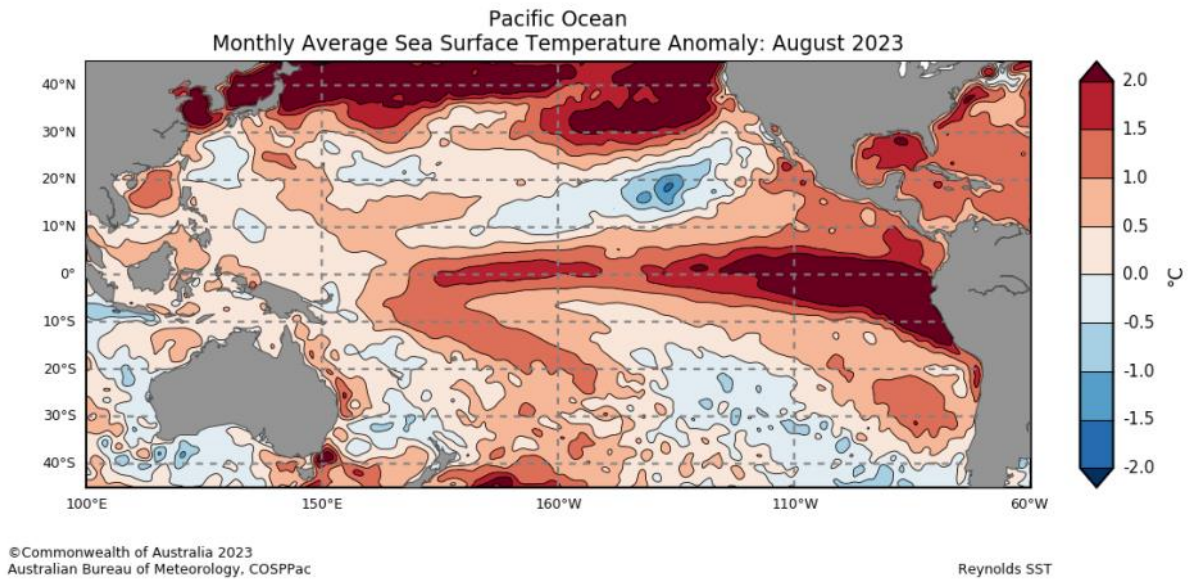 Pacific Ocean
Monthly Average Sea Surface Temperature Anomaly: August 2023
40°N
30°N
20°N
10°N
0°
10°S
20°S
30°S
40°S
100°E
150°E
160°W
110°W
60°W
2.0
1.5
1.0
0.5
0.0
-0.5
-1.0
-1.5
-2.0
°C
©Commonwealth of Australia 2023
Australian Bureau of Meteorology, COSPPac
Reynolds SST